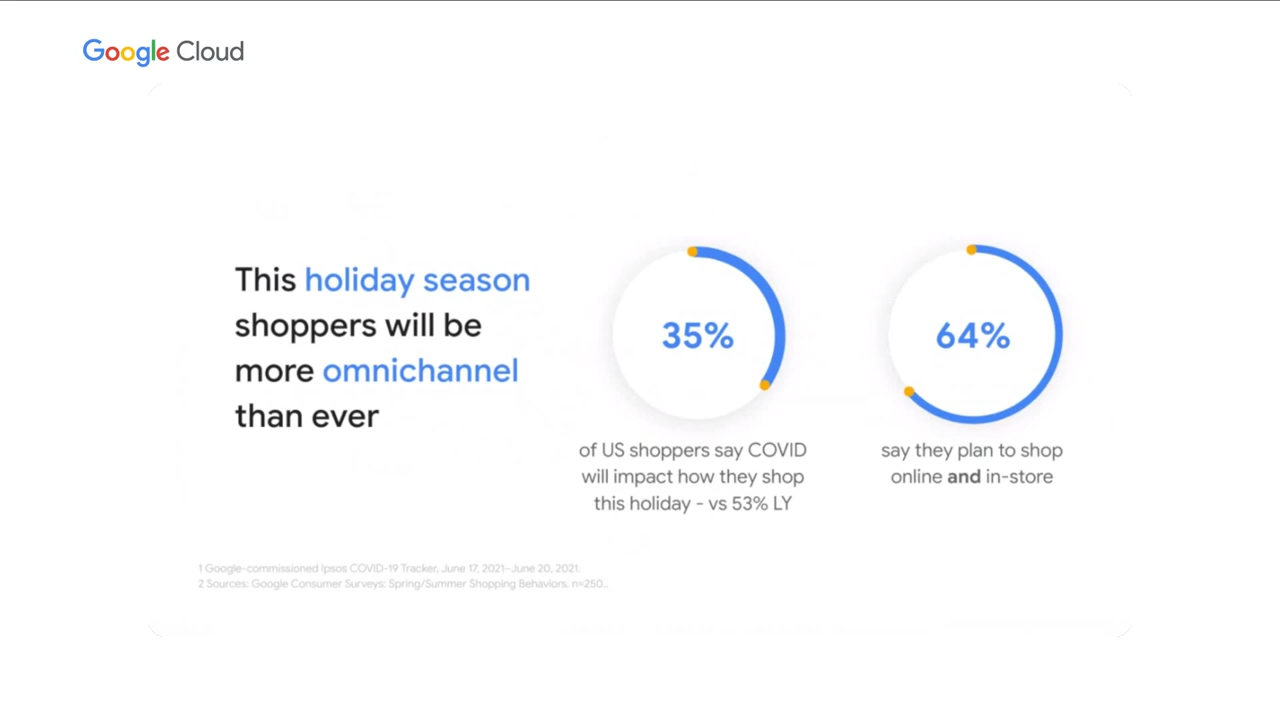 Google Cloud
This holiday season
shoppers will be
more omnichannel
than ever
35%
of US shoppers say COVID
will impact how they shop
this holiday - vs 53% LY
64%
say they plan to shop
online and in-store
1 Google-commissioned Ipsos COVID-19 Tracker, June 17, 2021–June 20, 2021.
2 Sources: Google Consumer Surveys: Spring/Summer Shopping Behaviors. n=250..